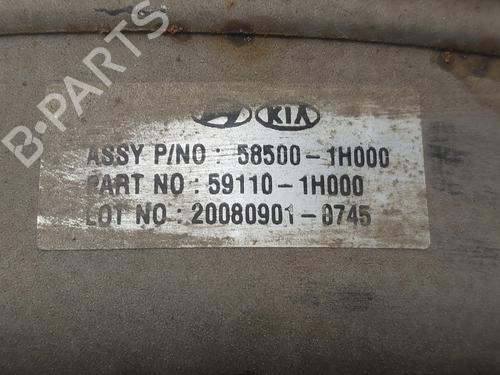 KIA
ASSY P/NO : 58500-1H000
PART NO : 59110-1H000
LOT NO : 20080901-0745
B-PARTS